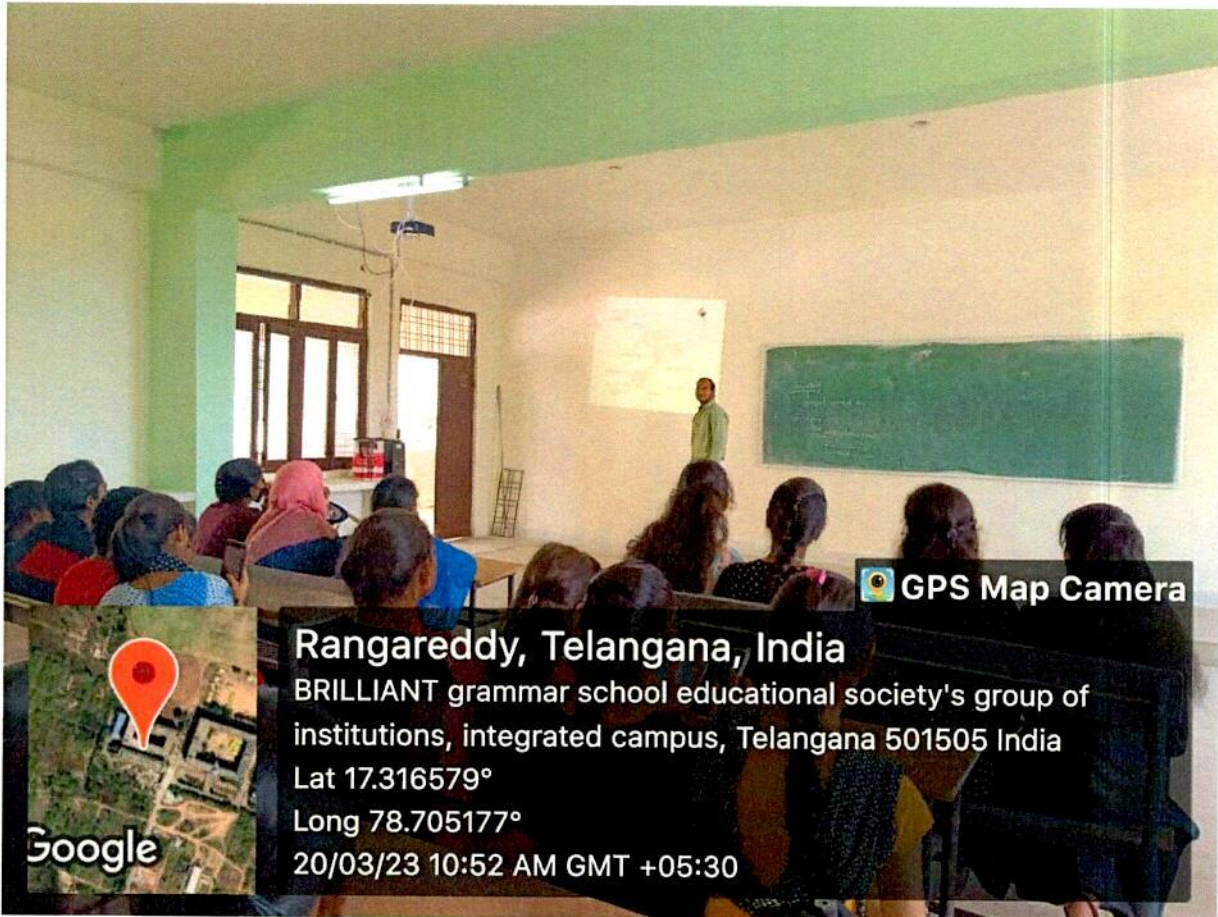 GPS Map Camera
Rangareddy, Telangana, India
BRILLIANT grammar school educational society's group of
institutions, integrated campus, Telangana 501505 India
Lat 17.316579°
Long 78.705177°
20/03/23 10:52 AM GMT +05:30
Google